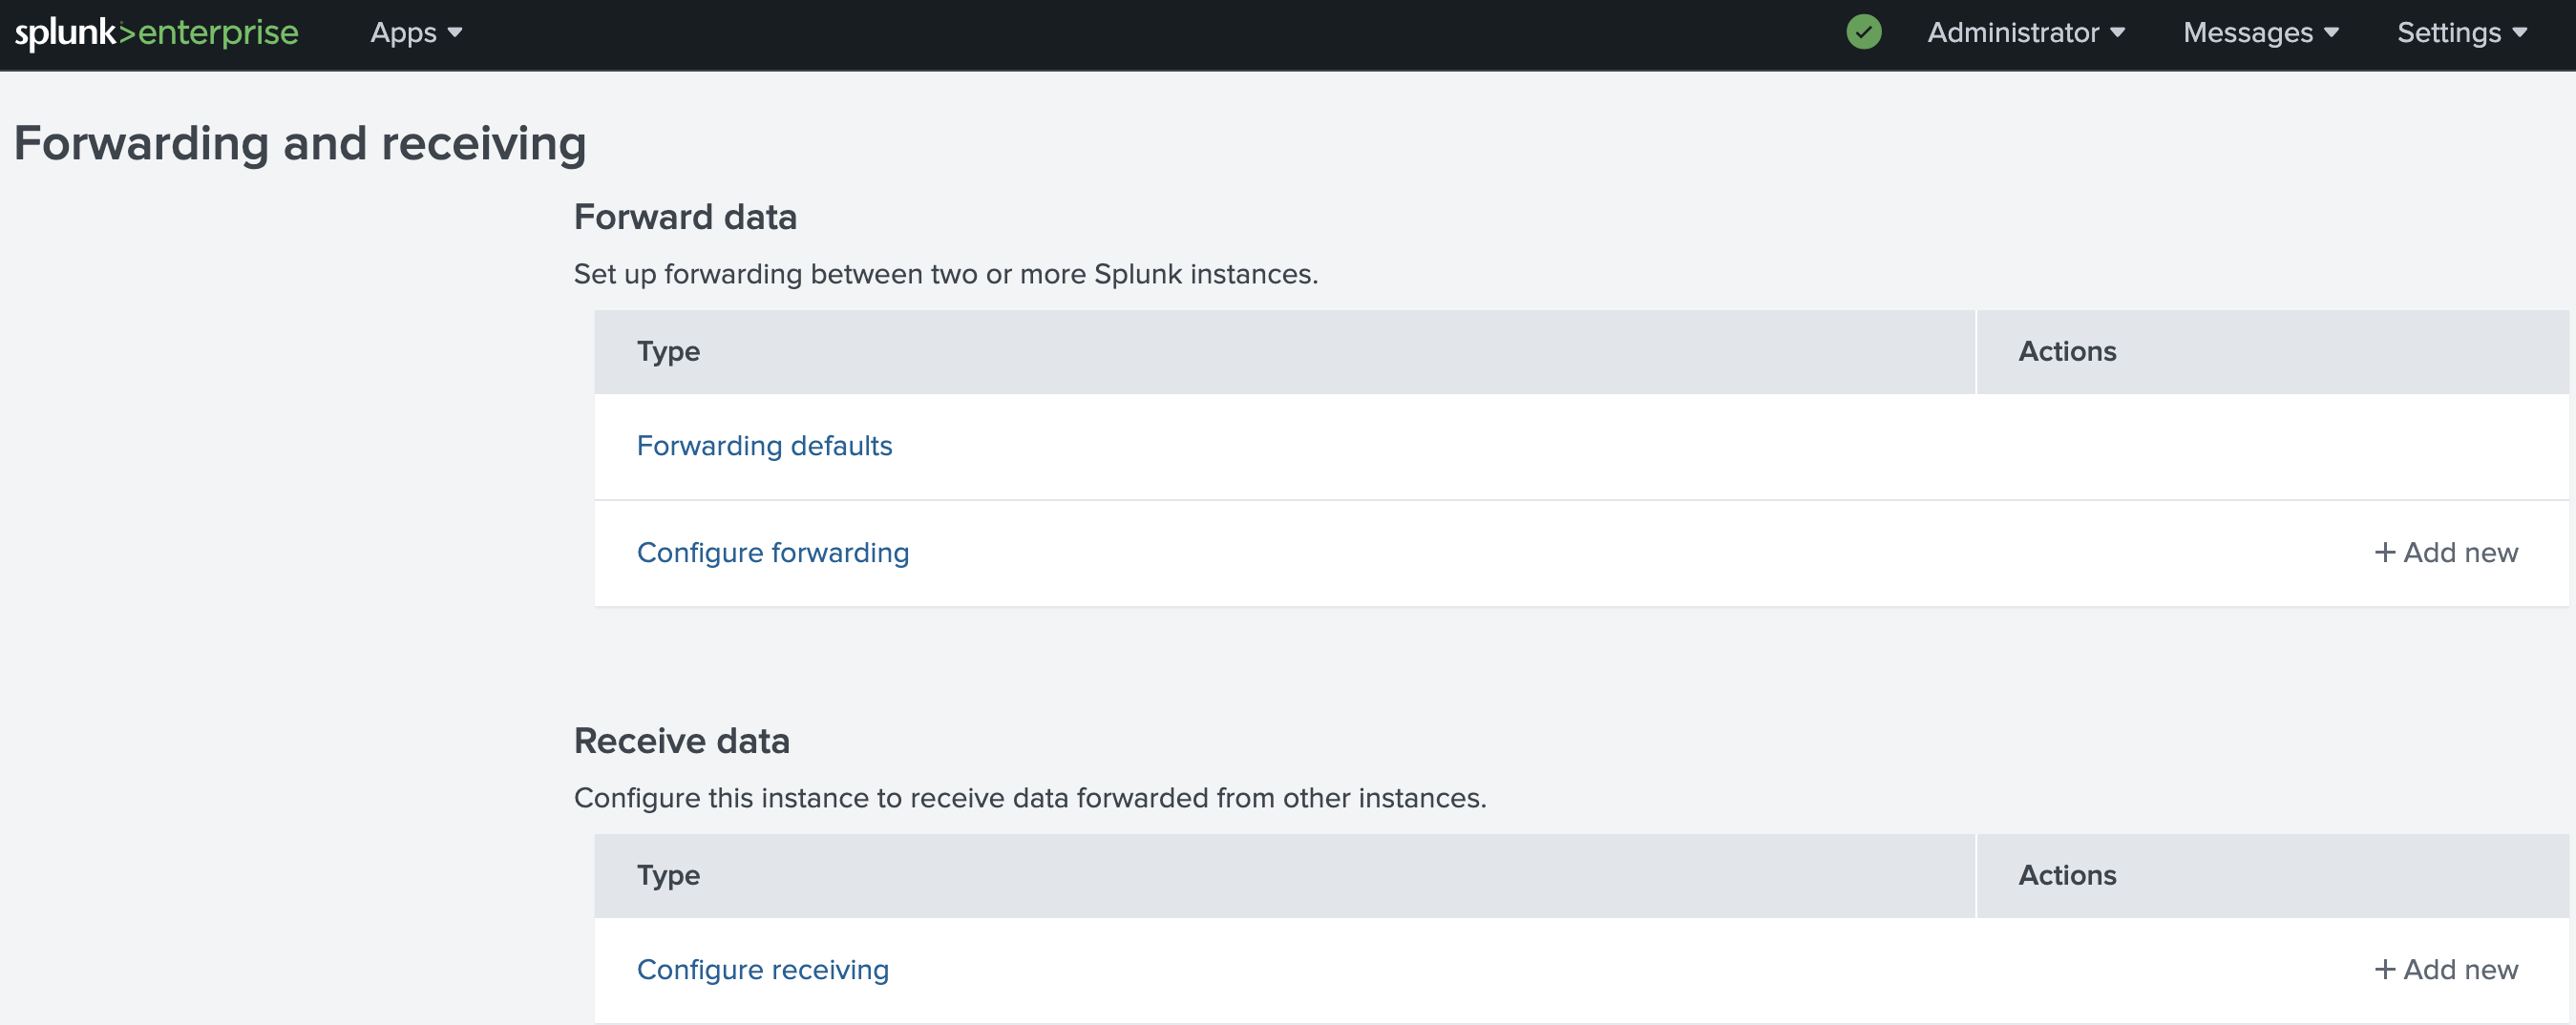 splunk>enterprise Apps Administrator Messages Settings
Forwarding and receiving
Forward data
Set up forwarding between two or more Splunk instances.
Type Actions
Forwarding defaults
Configure forwarding + Add new
Receive data
Configure this instance to receive data forwarded from other instances.
Type Actions
Configure receiving + Add new